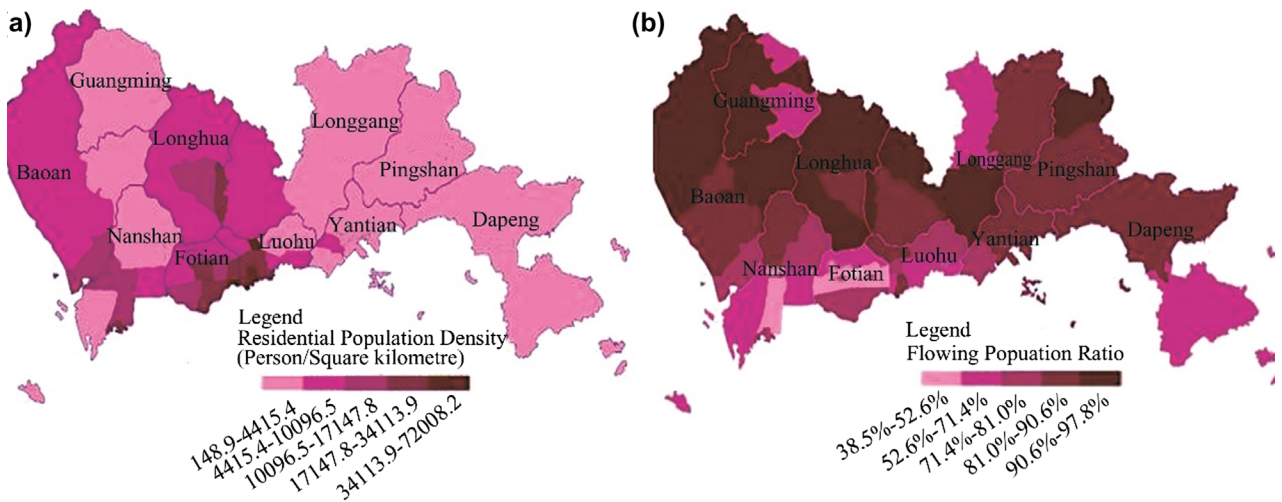 a)
Guangming
Longhua
Baoan
Longgang
Pingshan
Nanshan
Fotian
Luohu
Yantian
Dapeng
Legend
Residential Population Density
(Person/Square kilometre)
148.9-4415.4
4415.4-10096.5
10096.5-17147.8
17147.8-34113.9
34113.9-72008.2
(b)
Guangming
Longhua
Baoan
Longgang
Pingshan
Nanshan
Fotian
Luohu
Yantian
Dapeng
Legend
Flowing Popuation Ratio
38.5%-52.6%
52.6%-71.4%
71.4%-81.0%
81.0%-90.6%
90.6%-97.8%